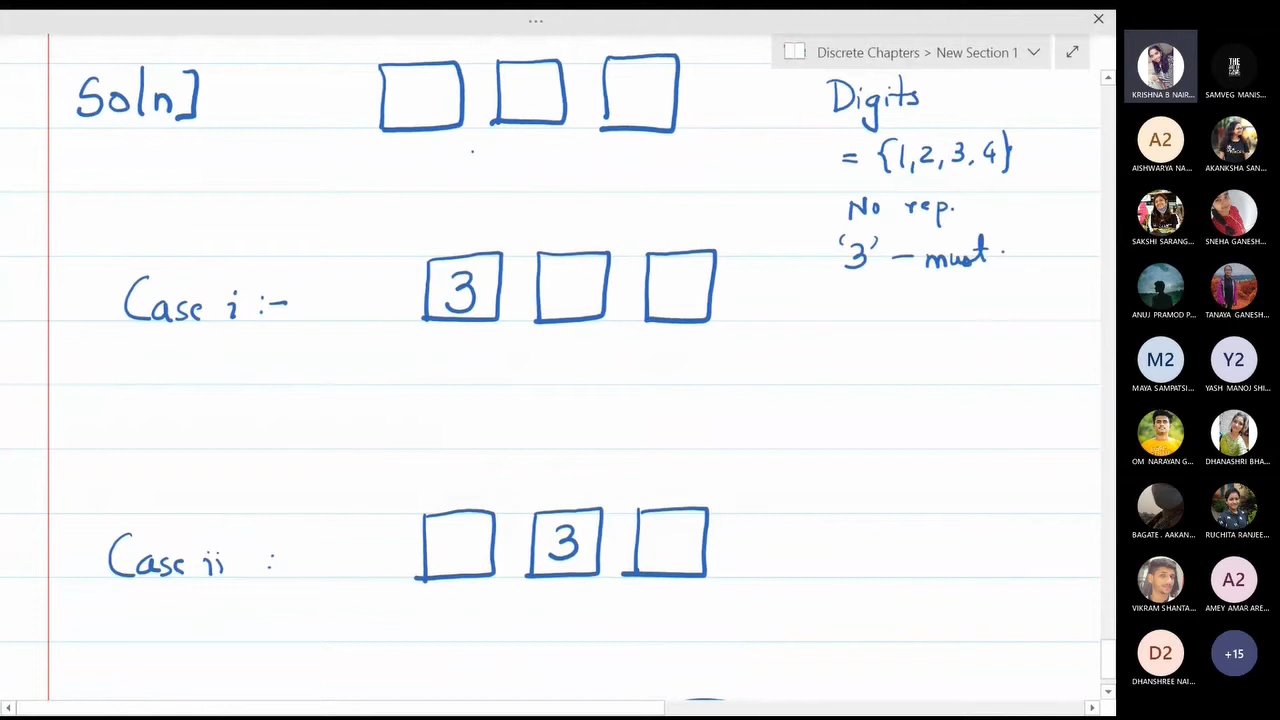 ...
Discrete Chapters > New Section 1
Soln]
Digits
= {1,2,3,4}
No rep.
'3' – must
Case i :-
3
Case ii :
3
KRISHNA B NAIR...
SAMVEG MANIS...
A2
AISHWARYA NA...
AKANKSHA SAN...
SAKSHI SARANG...
SNEHA GANESH...
ANUJ PRAMOD P...
TANAYA GANESH...
M2
MAYA SAMPATSI...
Y2
YASH MANOJ SHI...
OM NARAYAN G...
DHANASHRI BHA...
BAGATE . AAKAN...
RUCHITA RANJEE...
VIKRAM SHANTA...
A2
AMEY AMAR ARE...
D2
DHANSHREE NAI...
+15